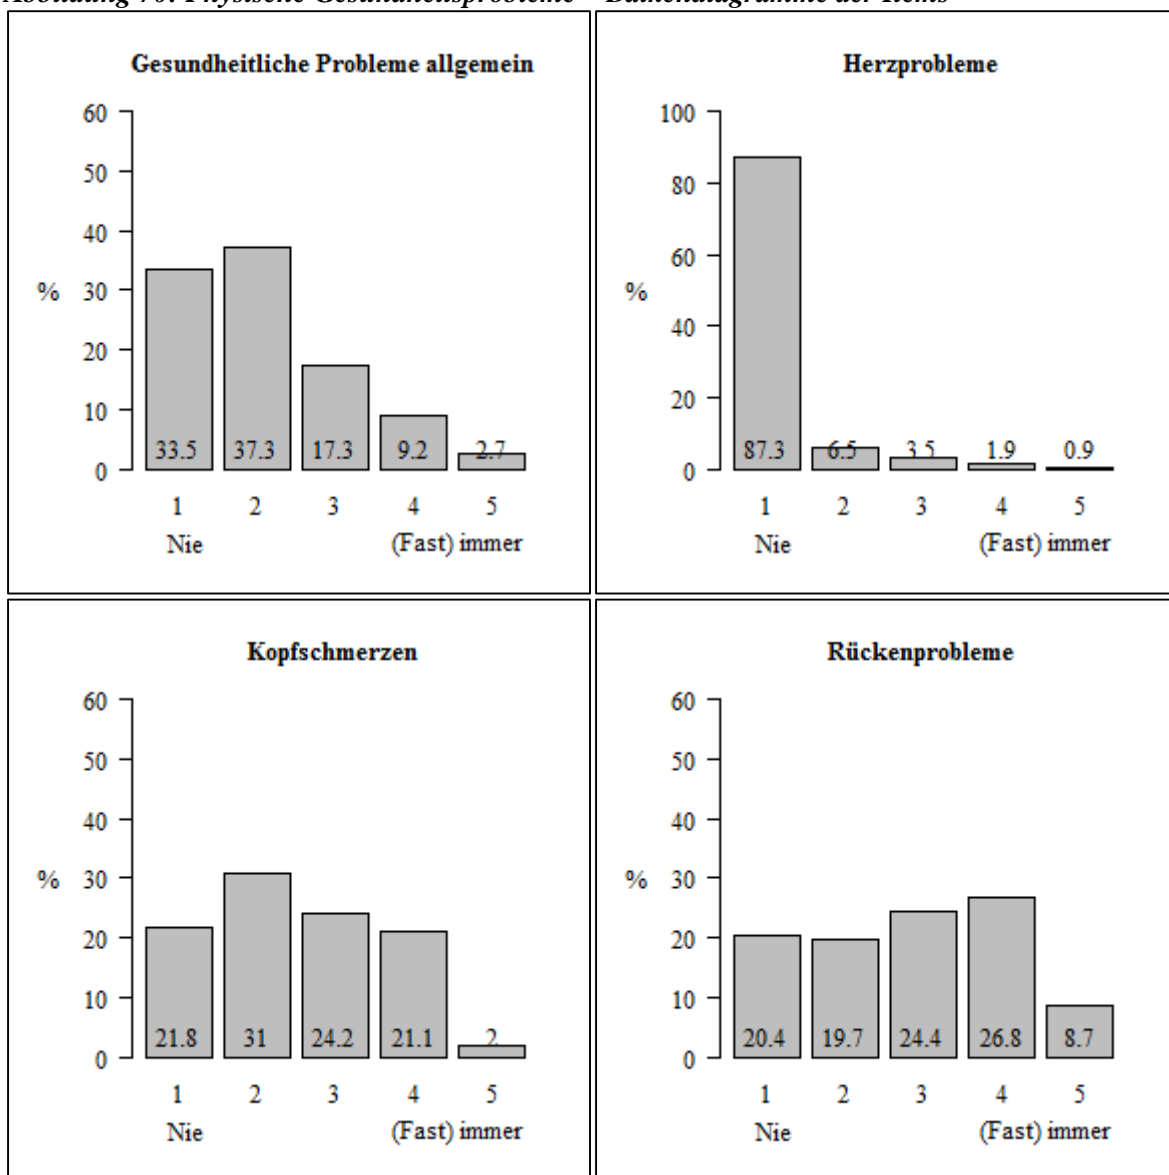 Gesundheitliche Probleme allgemein
60
50
40
% 30
20
10
0
33.5 37.3 17.3 9.2 2.7
1 2 3 4 5
Nie (Fast) immer
Herzprobleme
100
80
60
%
40
20
0
87.3 6.5 3.5 1.9 0.9
1 2 3 4 5
Nie (Fast) immer
Kopfschmerzen
60
50
40
% 30
20
10
0
21.8 31 24.2 21.1 2
1 2 3 4 5
Nie (Fast) immer
Rückenprobleme
60
50
40
% 30
20
10
0
20.4 19.7 24.4 26.8 8.7
1 2 3 4 5
Nie (Fast) immer